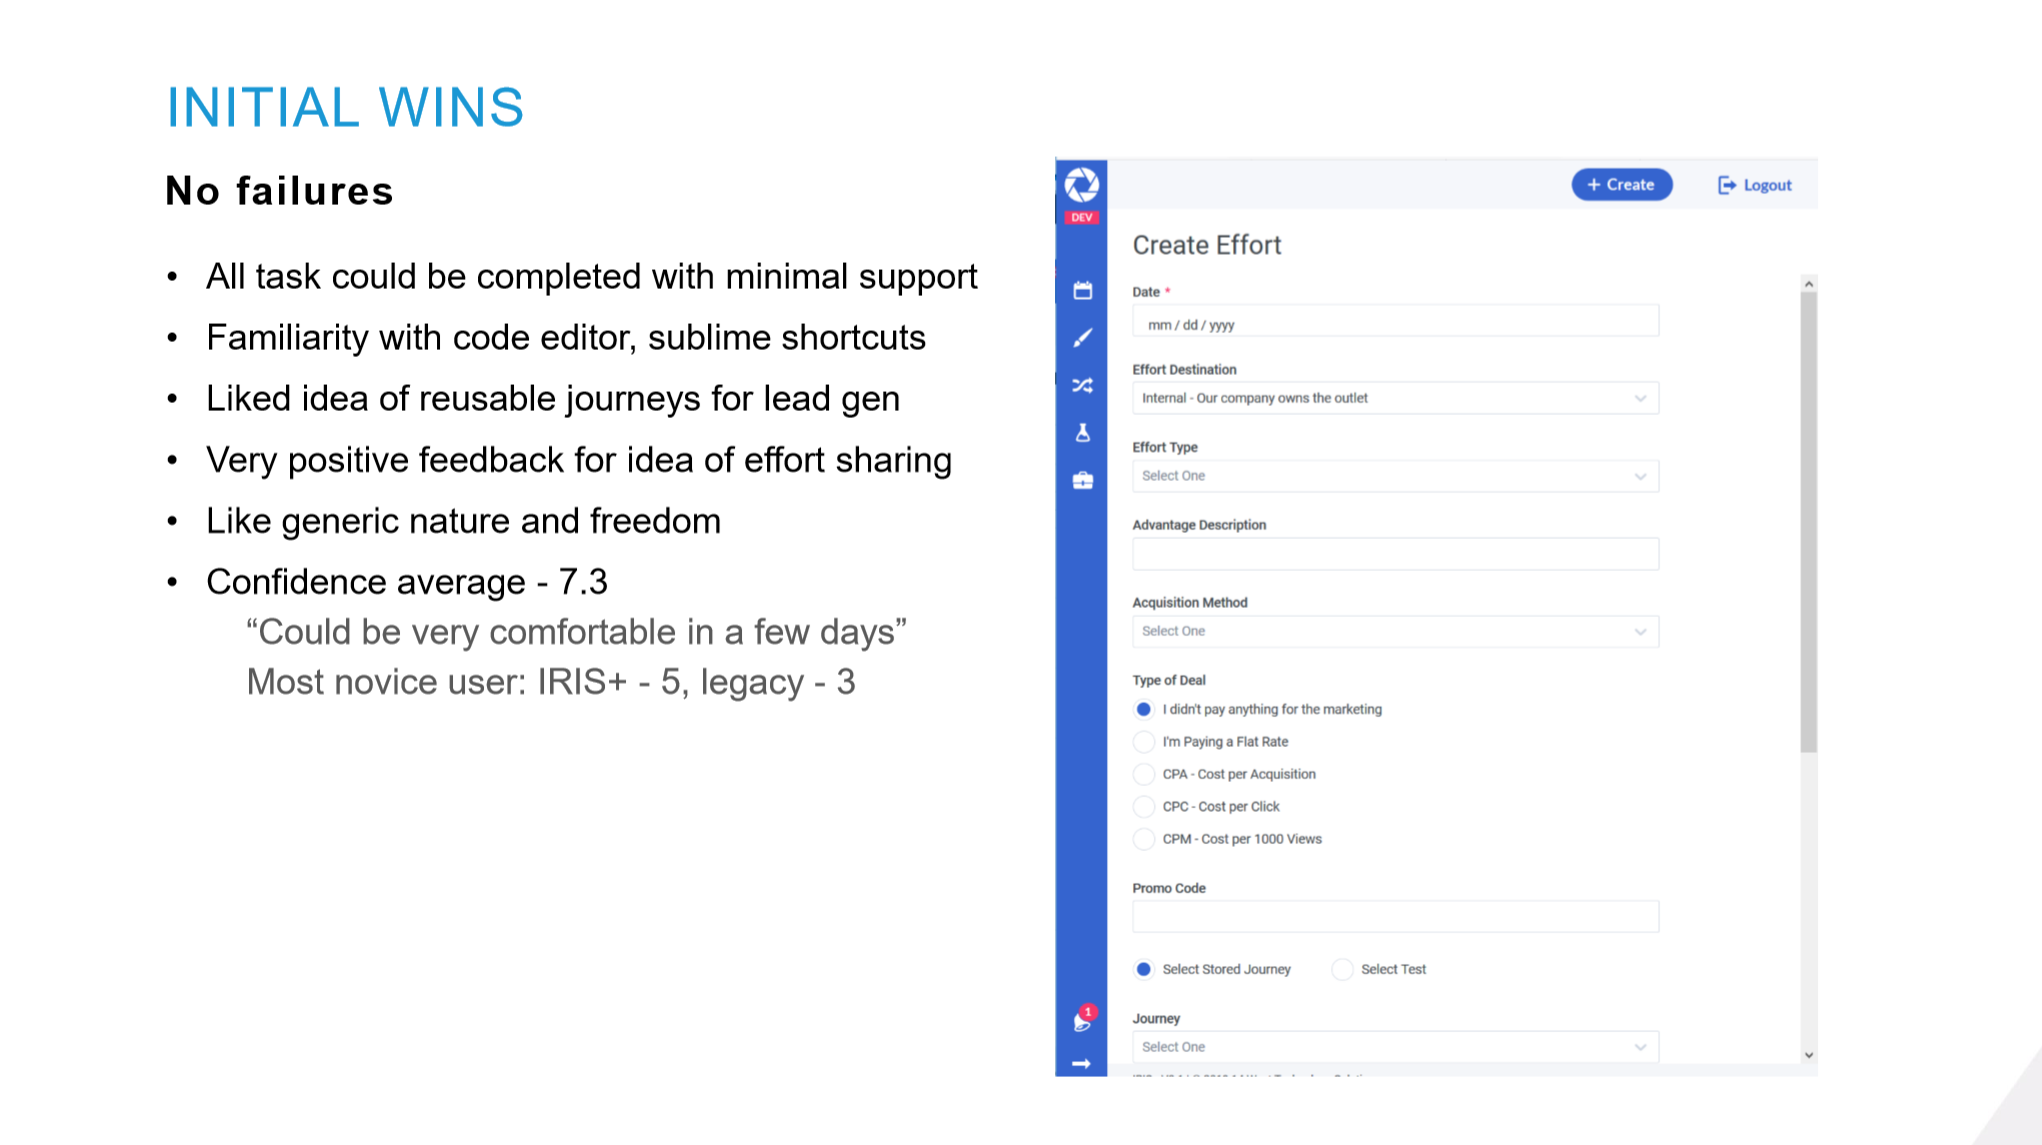 INITIAL WINS
No failures
• All task could be completed with minimal support
• Familiarity with code editor, sublime shortcuts
• Liked idea of reusable journeys for lead gen
• Very positive feedback for idea of effort sharing
• Like generic nature and freedom
• Confidence average - 7.3
“Could be very comfortable in a few days”
Most novice user: IRIS+ - 5, legacy - 3
DEV
+ Create
Logout
Create Effort
Date *
mm / dd / yyyy
Effort Destination
Internal - Our company owns the outlet
Effort Type
Select One
Advantage Description
Acquisition Method
Select One
Type of Deal
I didn't pay anything for the marketing
I'm Paying a Flat Rate
CPA - Cost per Acquisition
CPC - Cost per Click
CPM - Cost per 1000 Views
Promo Code
Select Stored Journey
Select Test
1
Journey
Select One